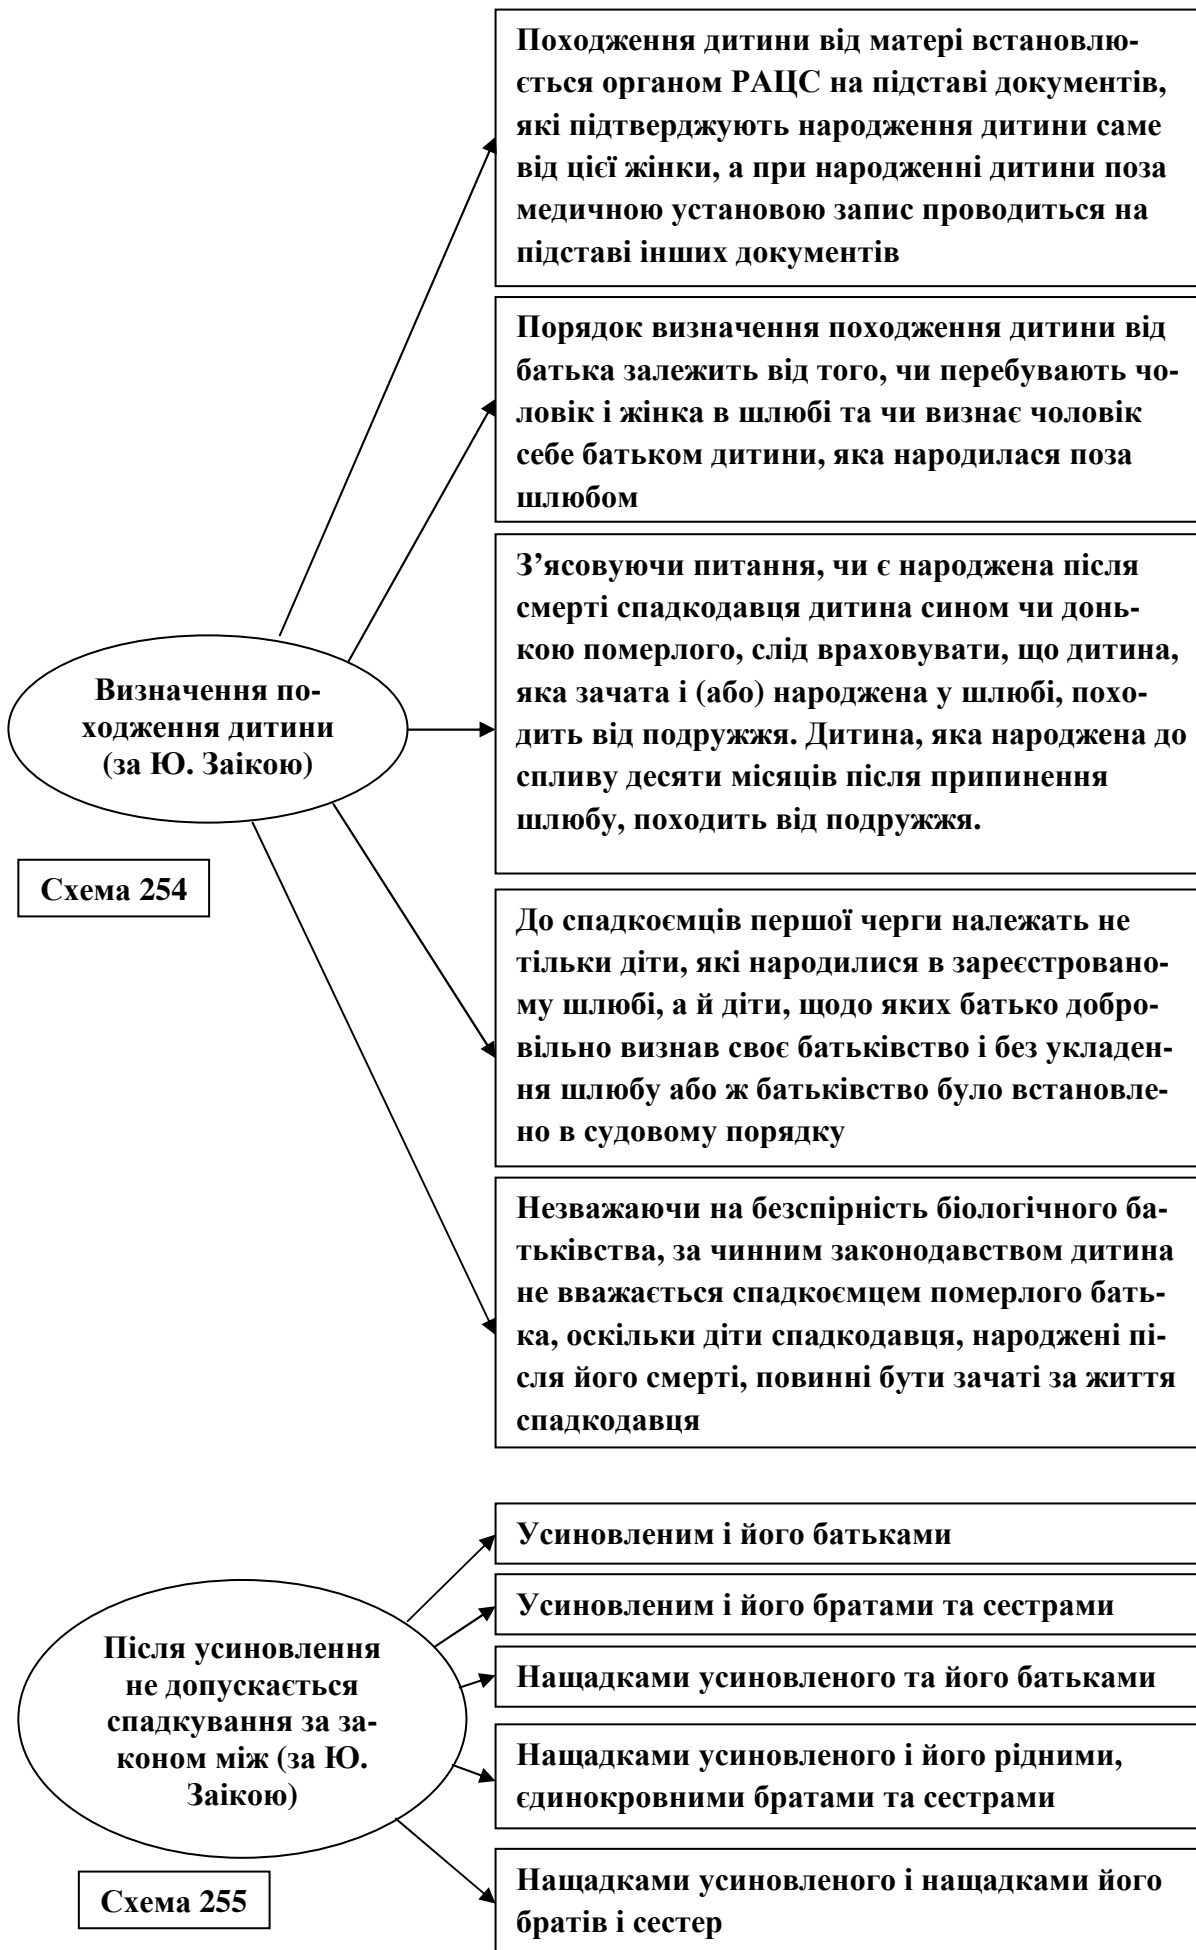 Походження дитини від матері встановлю-
ється органом РАЦС на підставі документів,
які підтверджують народження дитини саме
від цієї жінки, а при народженні дитини поза
медичною установою запис проводиться на
підставі інших документів
Порядок визначення походження дитини від
батька залежить від того, чи перебувають чо-
ловік і жінка в шлюбі та чи визнає чоловік
себе батьком дитини, яка народилася поза
шлюбом
З’ясовуючи питання, чи є народжена після
смерті спадкодавця дитина сином чи донь-
кою померлого, слід враховувати, що дитина,
яка зачата і (або) народжена у шлюбі, похо-
дить від подружжя. Дитина, яка народжена до
спливу десяти місяців після припинення
шлюбу, походить від подружжя.
Визначення по-
ходження дитини
(за Ю. Заікою)
Схема 254
До спадкоємців першої черги належать не
тільки діти, які народилися в зареєстровано-
му шлюбі, а й діти, щодо яких батько добро-
вільно визнав своє батьківство і без укладен-
ня шлюбу або ж батьківство було встановле-
но в судовому порядку
Незважаючи на безспірність біологічного ба-
тьківства, за чинним законодавством дитина
не вважається спадкоємцем померлого бать-
ка, оскільки діти спадкодавця, народжені пі-
сля його смерті, повинні бути зачаті за життя
спадкодавця
Після усиновлення
не допускається
спадкування за за-
коном між (за Ю.
Заікою)
Схема 255
Усиновленим і його батьками
Усиновленим і його братами та сестрами
Нащадками усиновленого та його батьками
Нащадками усиновленого і його рідними,
єдинокровними братами та сестрами
Нащадками усиновленого і нащадками його
братів і сестер